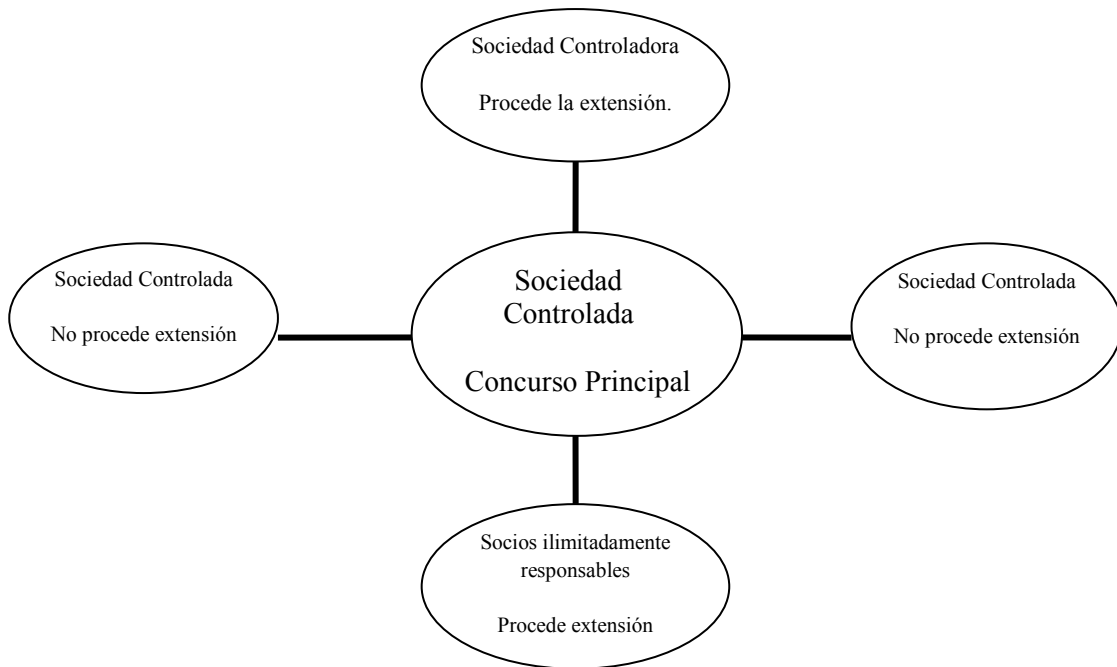 Sociedad Controladora
Procede la extensión.
Sociedad Controlada
No procede extensión
Sociedad
Controlada
Concurso Principal
Sociedad Controlada
No procede extensión
Socios ilimitadamente
responsables
Procede extensión